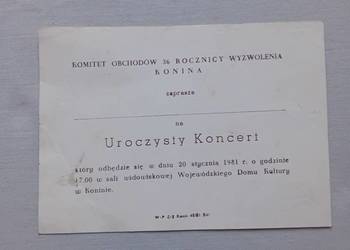 KOMITET OBCHODÓW 36 ROCZNICY WYZWOLENIA
KONINA
zaprasza
na
Uroczysty Koncert
który odbędzie się w dniu 20 stycznia 1981 r. o godzinie
17.00 w sali widowiskowej Wojewódzkiego Domu Kultury
w Koninie.